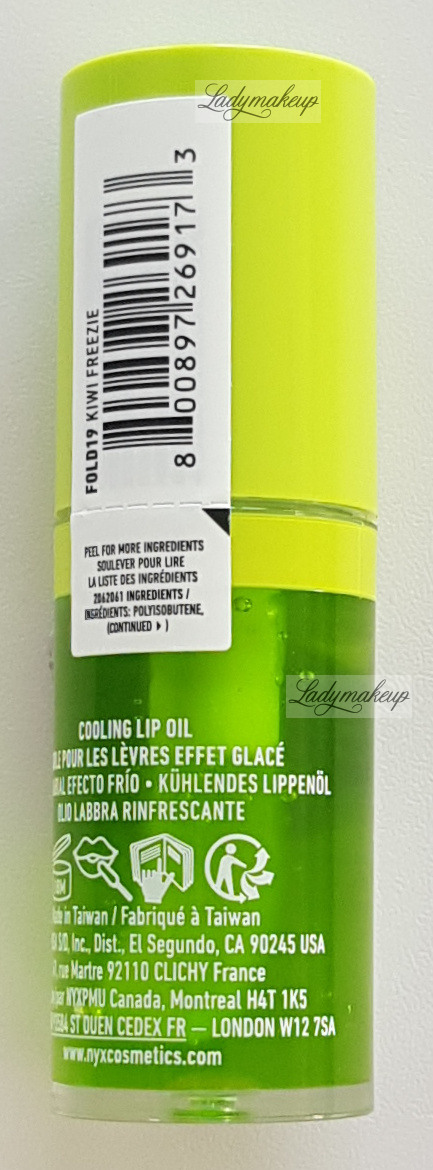 Ladymakeup
FOLD19 KIWI FREEZIE
8 00897 26917 3
PEEL FOR MORE INGREDIENTS
SOULEVER POUR LIRE
LA LISTE DES INGRÉDIENTS
2062061 INGREDIENTS /
INGRÉDIENTS: POLYISOBUTENE,
(CONTINUED ▶ )
Ladymakeup
COOLING LIP OIL
POUR LES LÈVRES EFFET GLACÉ
EFECTO FRÍO • KÜHLENDES LIPPENÖL
OLIO LABBRA RINFRESCANTE
Made in Taiwan / Fabriqué à Taiwan
S/D, Inc., Dist., El Segundo, CA 90245 USA
rue Martre 92110 CLICHY France
par NYXPMU Canada, Montreal H4T 1K5
ST OUEN CEDEX FR — LONDON W12 7SA
www.nyxcosmetics.com